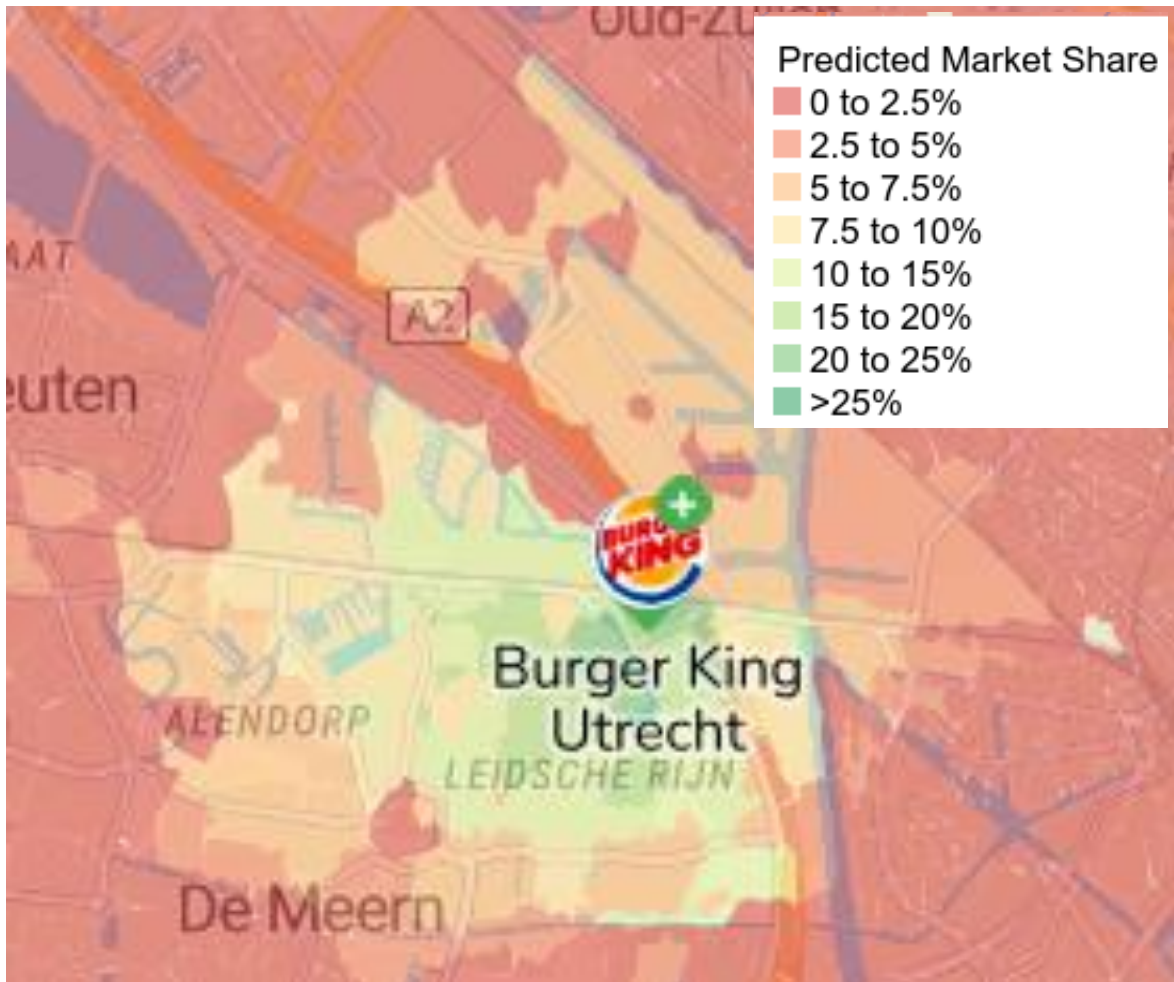 Oud-Zuilen
Predicted Market Share
0 to 2.5%
2.5 to 5%
5 to 7.5%
7.5 to 10%
10 to 15%
15 to 20%
20 to 25%
>25%
AAT
A2
euten
BURG
KING
Burger King
Utrecht
ALENDORP
LEIDSCHE RIJN
De Meern